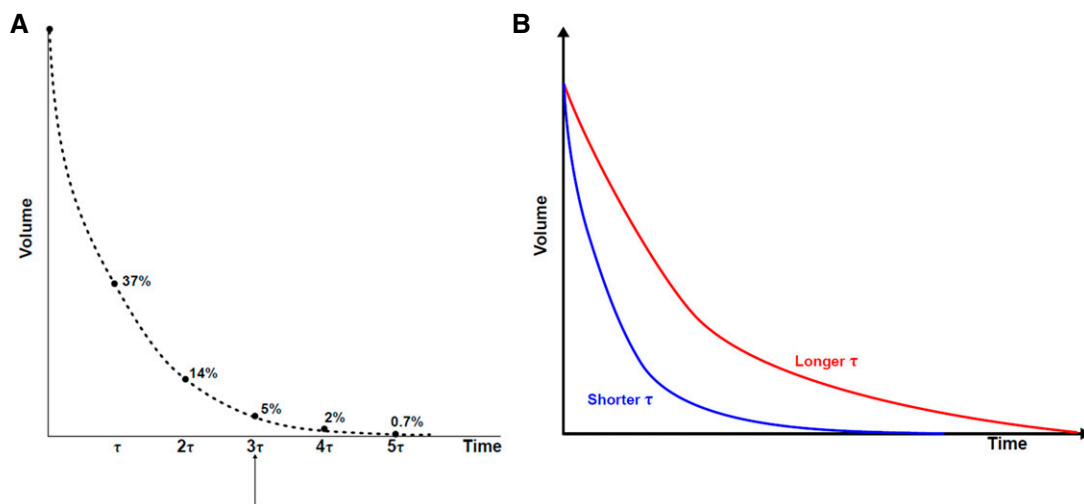 A
Volume
37%
14%
5%
2%
0.7%
τ 2τ 3τ 4τ 5τ Time
B
Volume
Longer τ
Shorter τ
Time